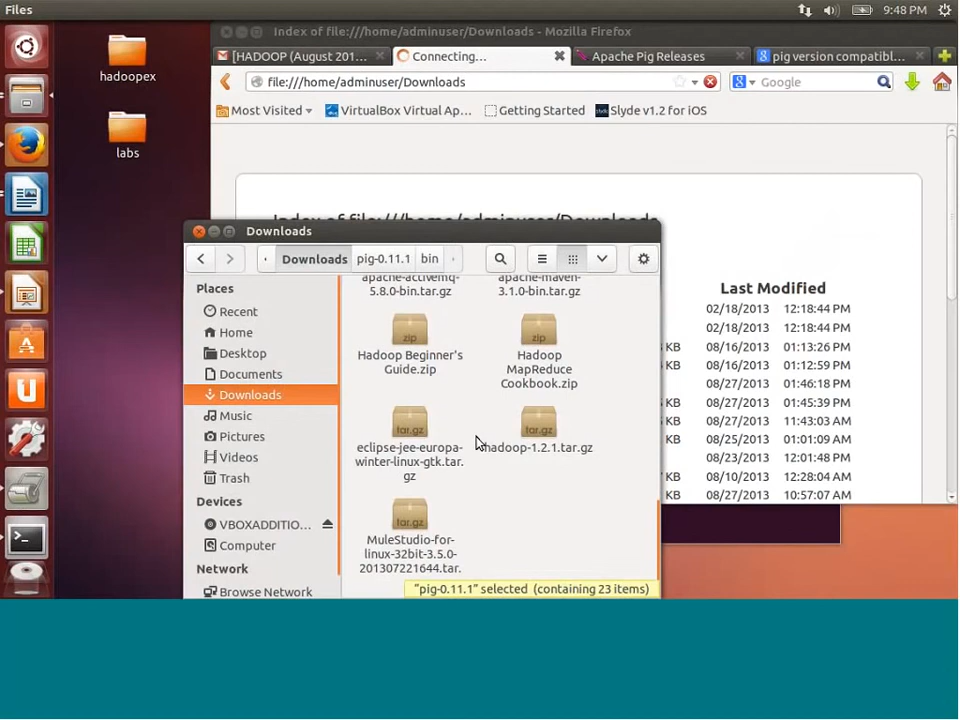 Files
9:48 PM
hadoopex
labs
Index of file:///home/adminuser/Downloads - Mozilla Firefox
[HADOOP (August 201...
Connecting...
Apache Pig Releases
pig version compatibl...
file:///home/adminuser/Downloads
Google
Most Visited
VirtualBox Virtual Ap...
Getting Started
Slyde v1.2 for iOS
Index of file:///home/adminuser/Downloads
Last Modified
02/18/2013 12:18:44 PM
02/18/2013 12:18:44 PM
KB 08/16/2013 01:13:26 PM
KB 08/16/2013 12:12:59 PM
KB 08/27/2013 01:46:18 PM
KB 08/27/2013 01:45:39 PM
KB 08/27/2013 11:43:03 AM
KB 08/25/2013 01:01:09 AM
KB 08/23/2013 12:01:48 PM
KB 08/10/2013 12:28:04 AM
KB 08/27/2013 10:57:07 AM
Downloads
Downloads
pig-0.11.1
bin
Places
Recent
Home
Desktop
Documents
Downloads
Music
Pictures
Videos
Trash
Devices
VBOXADDITIO...
Computer
Network
Browse Network
apache-activemq-
5.8.0-bin.tar.gz
apache-maven-
3.1.0-bin.tar.gz
zip
Hadoop Beginner's
Guide.zip
zip
Hadoop
MapReduce
Cookbook.zip
tar.gz
eclipse-jee-europa-
winter-linux-gtk.tar.
gz
tar.gz
hadoop-1.2.1.tar.gz
tar.gz
MuleStudio-for-
linux-32bit-3.5.0-
201307221644.tar.
"pig-0.11.1" selected (containing 23 items)